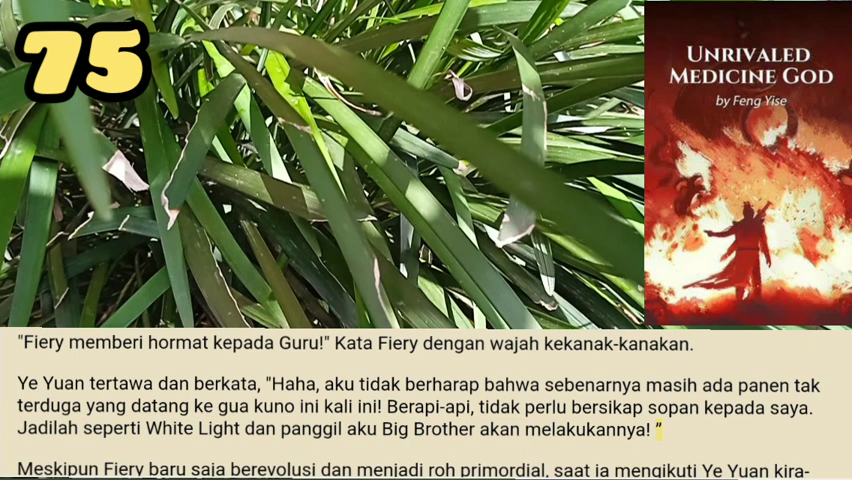 75
UNRIVALED
MEDICINE GOD
by Feng Yise
"Fiery memberi hormat kepada Guru!" Kata Fiery dengan wajah kekanak-kanakan.
Ye Yuan tertawa dan berkata, "Haha, aku tidak berharap bahwa sebenarnya masih ada panen tak
terduga yang datang ke gua kuno ini kali ini! Berapi-api, tidak perlu bersikap sopan kepada saya.
Jadilah seperti White Light dan panggil aku Big Brother akan melakukannya! ”
Meskipun Fiery baru saja berevolusi dan menjadi roh primordial, saat ia mengikuti Ye Yuan kira-